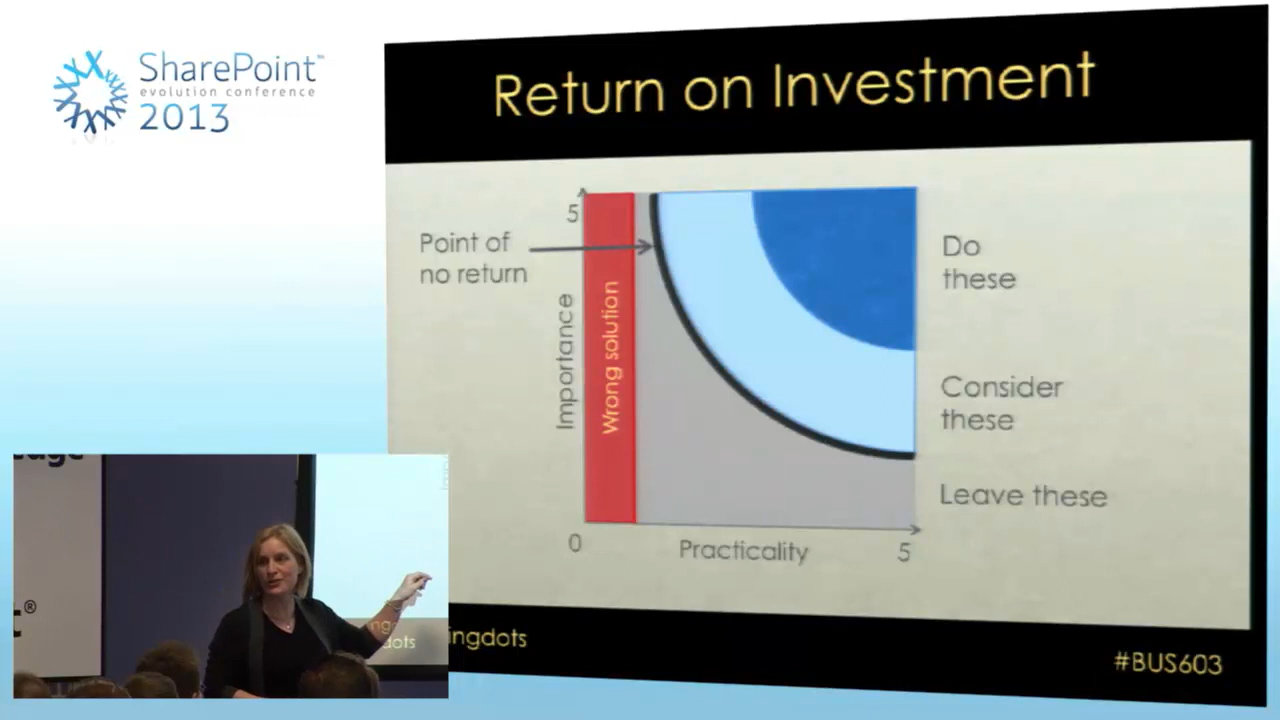 SharePoint™
evolution conference
2013
Return on Investment
5
Point of
no return
Importance
Wrong solution
Do
these
Consider
these
Leave these
0
Practicality
5
ingdots
#BUS603
dots
®